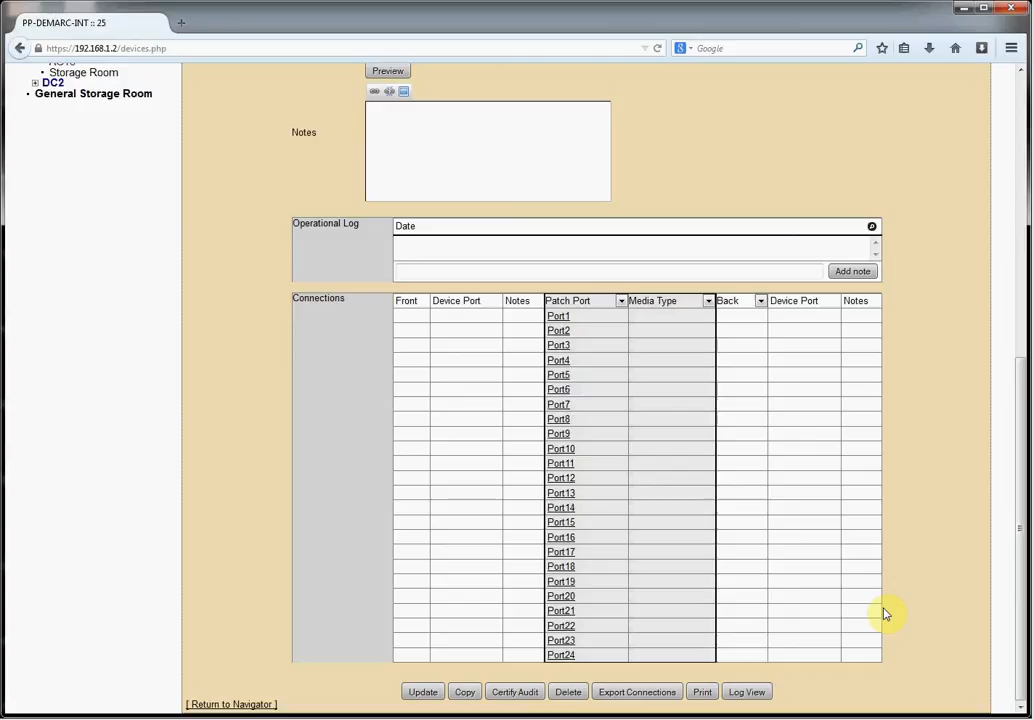 PP-DEMARC-INT :: 25
https://192.168.1.2/devices.php
Google
Storage Room
DC2
General Storage Room
Preview
Notes
Operational Log
Date
Add note
Connections
Front Device Port Notes Patch Port Media Type Back Device Port Notes
Port1
Port2
Port3
Port4
Port5
Port6
Port7
Port8
Port9
Port10
Port11
Port12
Port13
Port14
Port15
Port16
Port17
Port18
Port19
Port20
Port21
Port22
Port23
Port24
Update Copy Certify Audit Delete Export Connections Print Log View
[ Return to Navigator ]